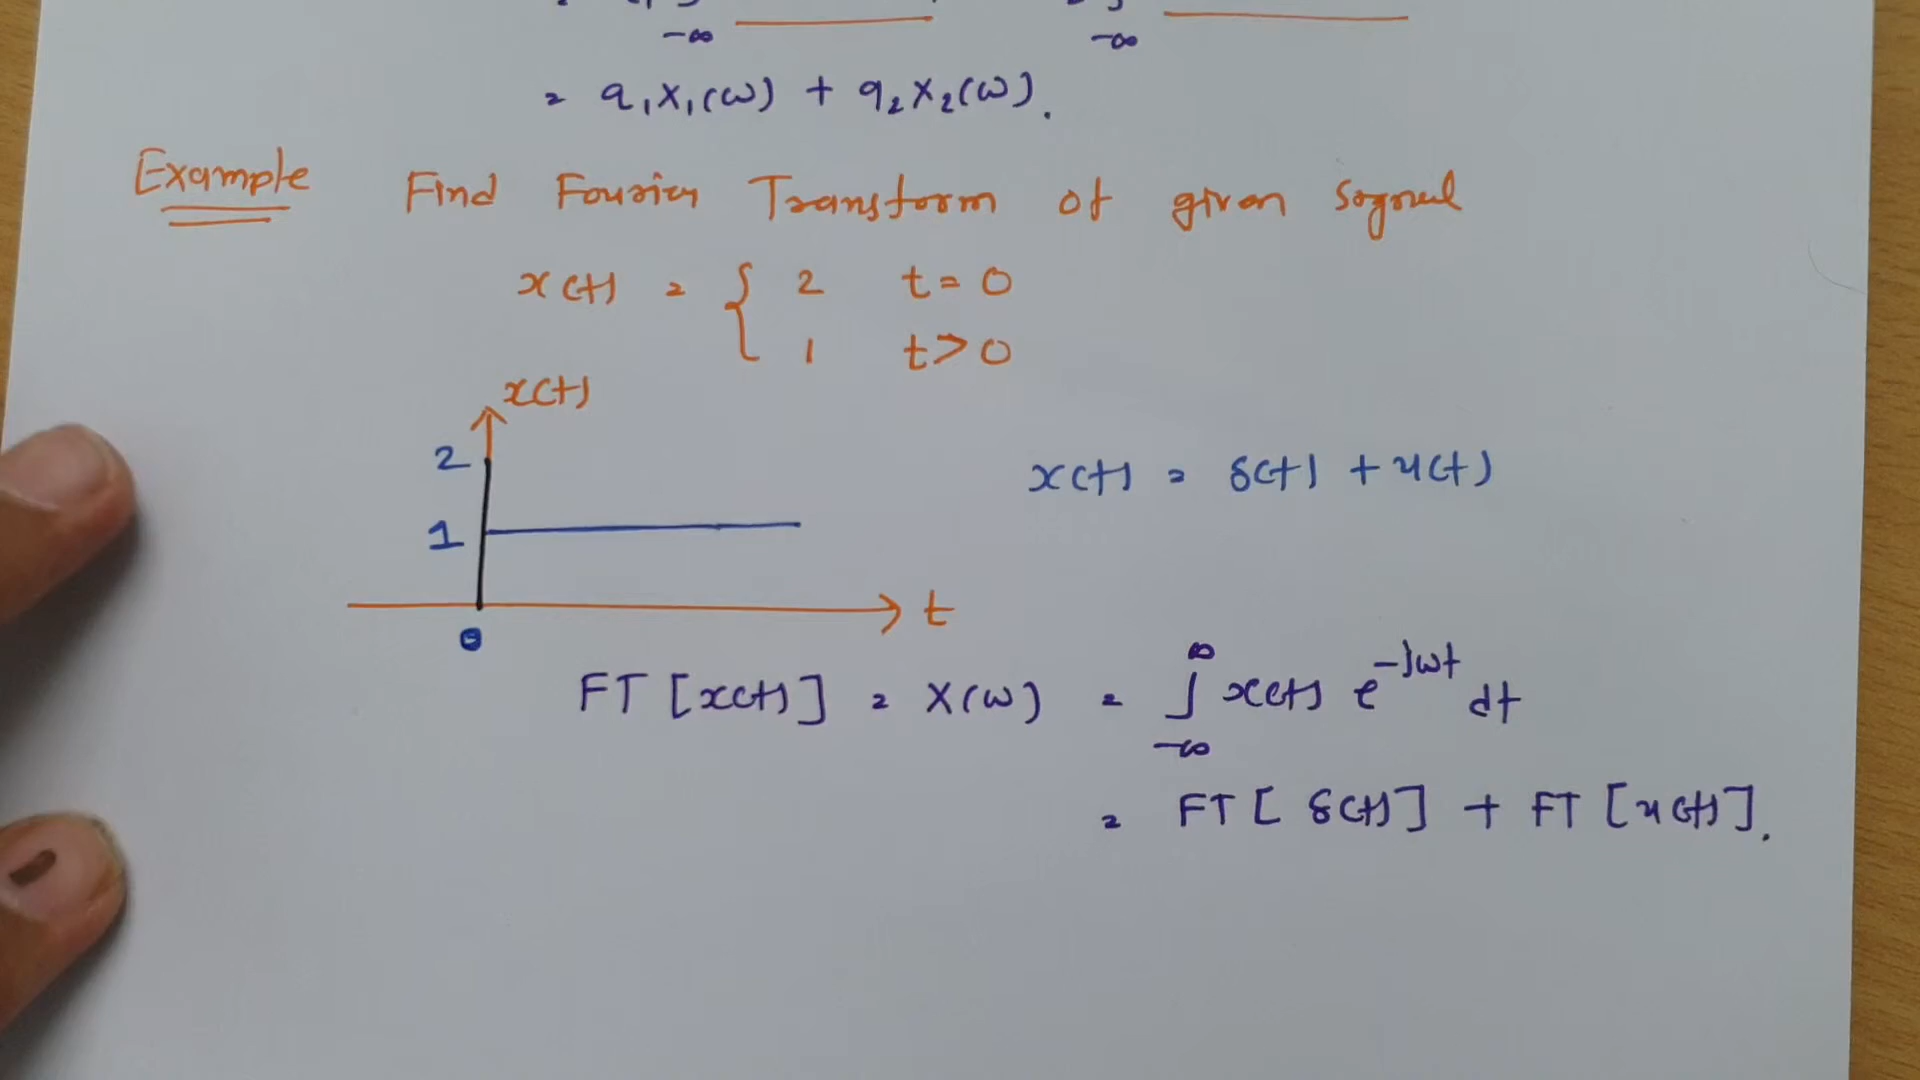 -∞ -∞
= a₁X₁(ω) + a₂X₂(ω).
Example Find Fourier Transform of given signal
x(t) = { 2 t = 0
1 t > 0
x(t)
2
1
x(t) = δ(t) + u(t)
t
0
FT [x(t)] = X(ω) = ∫ x(t) e^-jωt dt
∞
-∞
= FT [ δ(t)] + FT [u(t)].